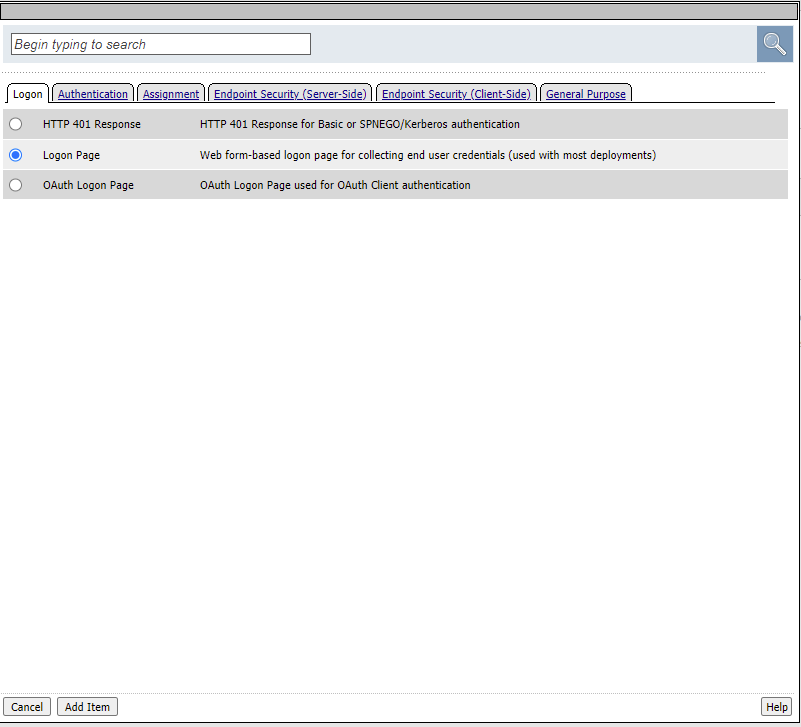 Begin typing to search
Logon Authentication Assignment Endpoint Security (Server-Side) Endpoint Security (Client-Side) General Purpose
HTTP 401 Response HTTP 401 Response for Basic or SPNEGO/Kerberos authentication
Logon Page Web form-based logon page for collecting end user credentials (used with most deployments)
OAuth Logon Page OAuth Logon Page used for OAuth Client authentication
Cancel Add Item Help